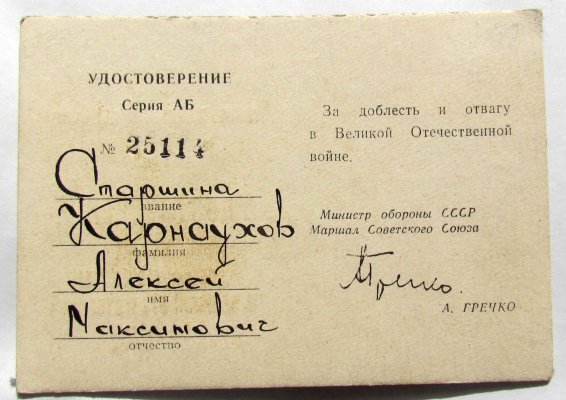 УДОСТОВЕРЕНИЕ
Серия АБ
№ 25114
Старшина
звание
Карнаухов
фамилия
Алексей
имя
Максимович
отчество
За доблесть и отвагу
в Великой Отечественной
войне.
Министр обороны СССР
Маршал Советского Союза
А Гречко.
А. ГРЕЧКО